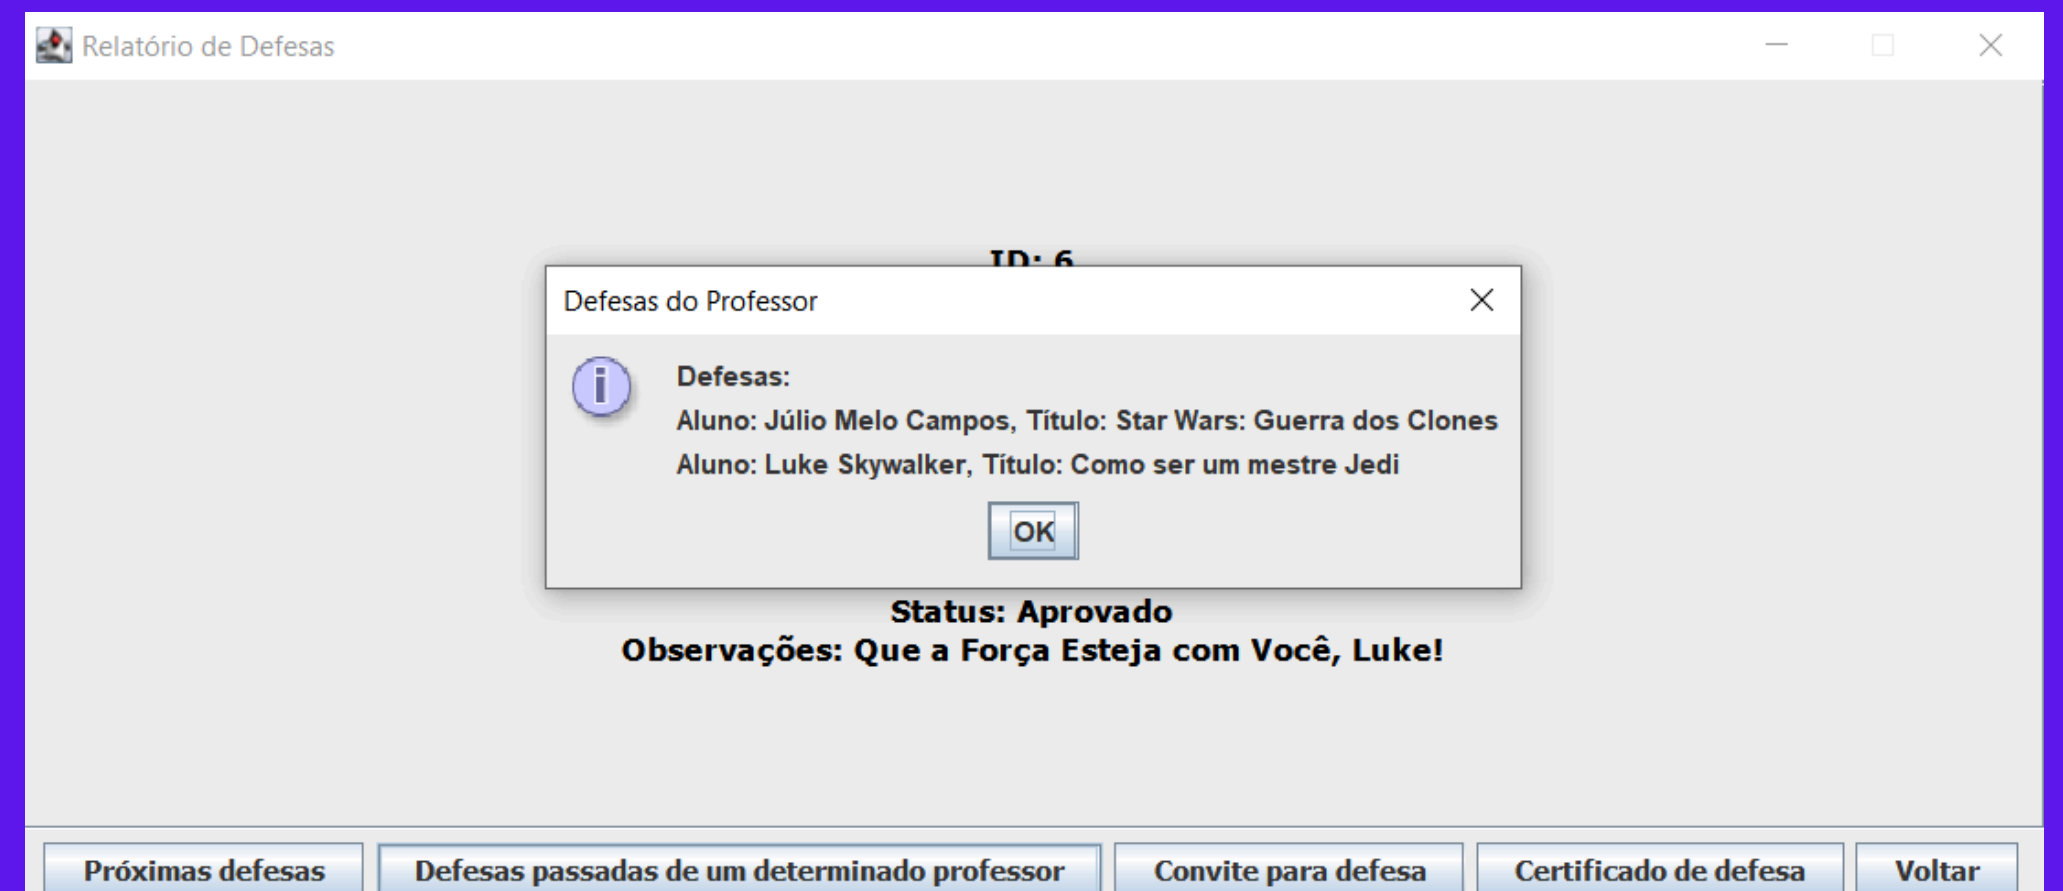 Relatório de Defesas
ID: 6
Defesas do Professor
Defesas:
Aluno: Júlio Melo Campos, Título: Star Wars: Guerra dos Clones
Aluno: Luke Skywalker, Título: Como ser um mestre Jedi
OK
Status: Aprovado
Observações: Que a Força Esteja com Você, Luke!
Próximas defesas
Defesas passadas de um determinado professor
Convite para defesa
Certificado de defesa
Voltar